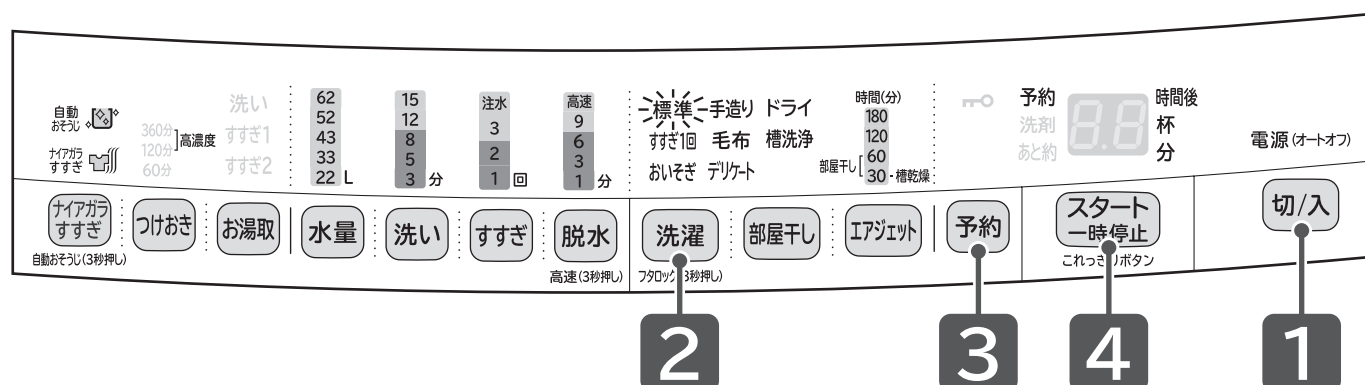 自動
おそうじ
ナイアガラ
すすぎ
360分
120分
60分
]高濃度
洗い
すすぎ1
すすぎ2
62
52
43
33
22 L
15
12
8
5
3 分
注水
3
2
1 回
高速
9
6
3
1 分
標準 手造り ドライ
すすぎ1回 毛布 槽洗浄
おいそぎ デリケート
時間(分)
180
120
部屋干し[ 60
30 - 槽乾燥
予約
洗剤
あと約
8.8
時間後
杯
分
電源(オートオフ)
ナイアガラ
すすぎ
つけおき
お湯取
水量
洗い
すすぎ
脱水
洗濯
部屋干し
エアジェット
予約
スタート
一時停止
切/入
自動おそうじ(3秒押し)
高速(3秒押し)
フタロック(3秒押し)
これっきりボタン
2
3
4
1